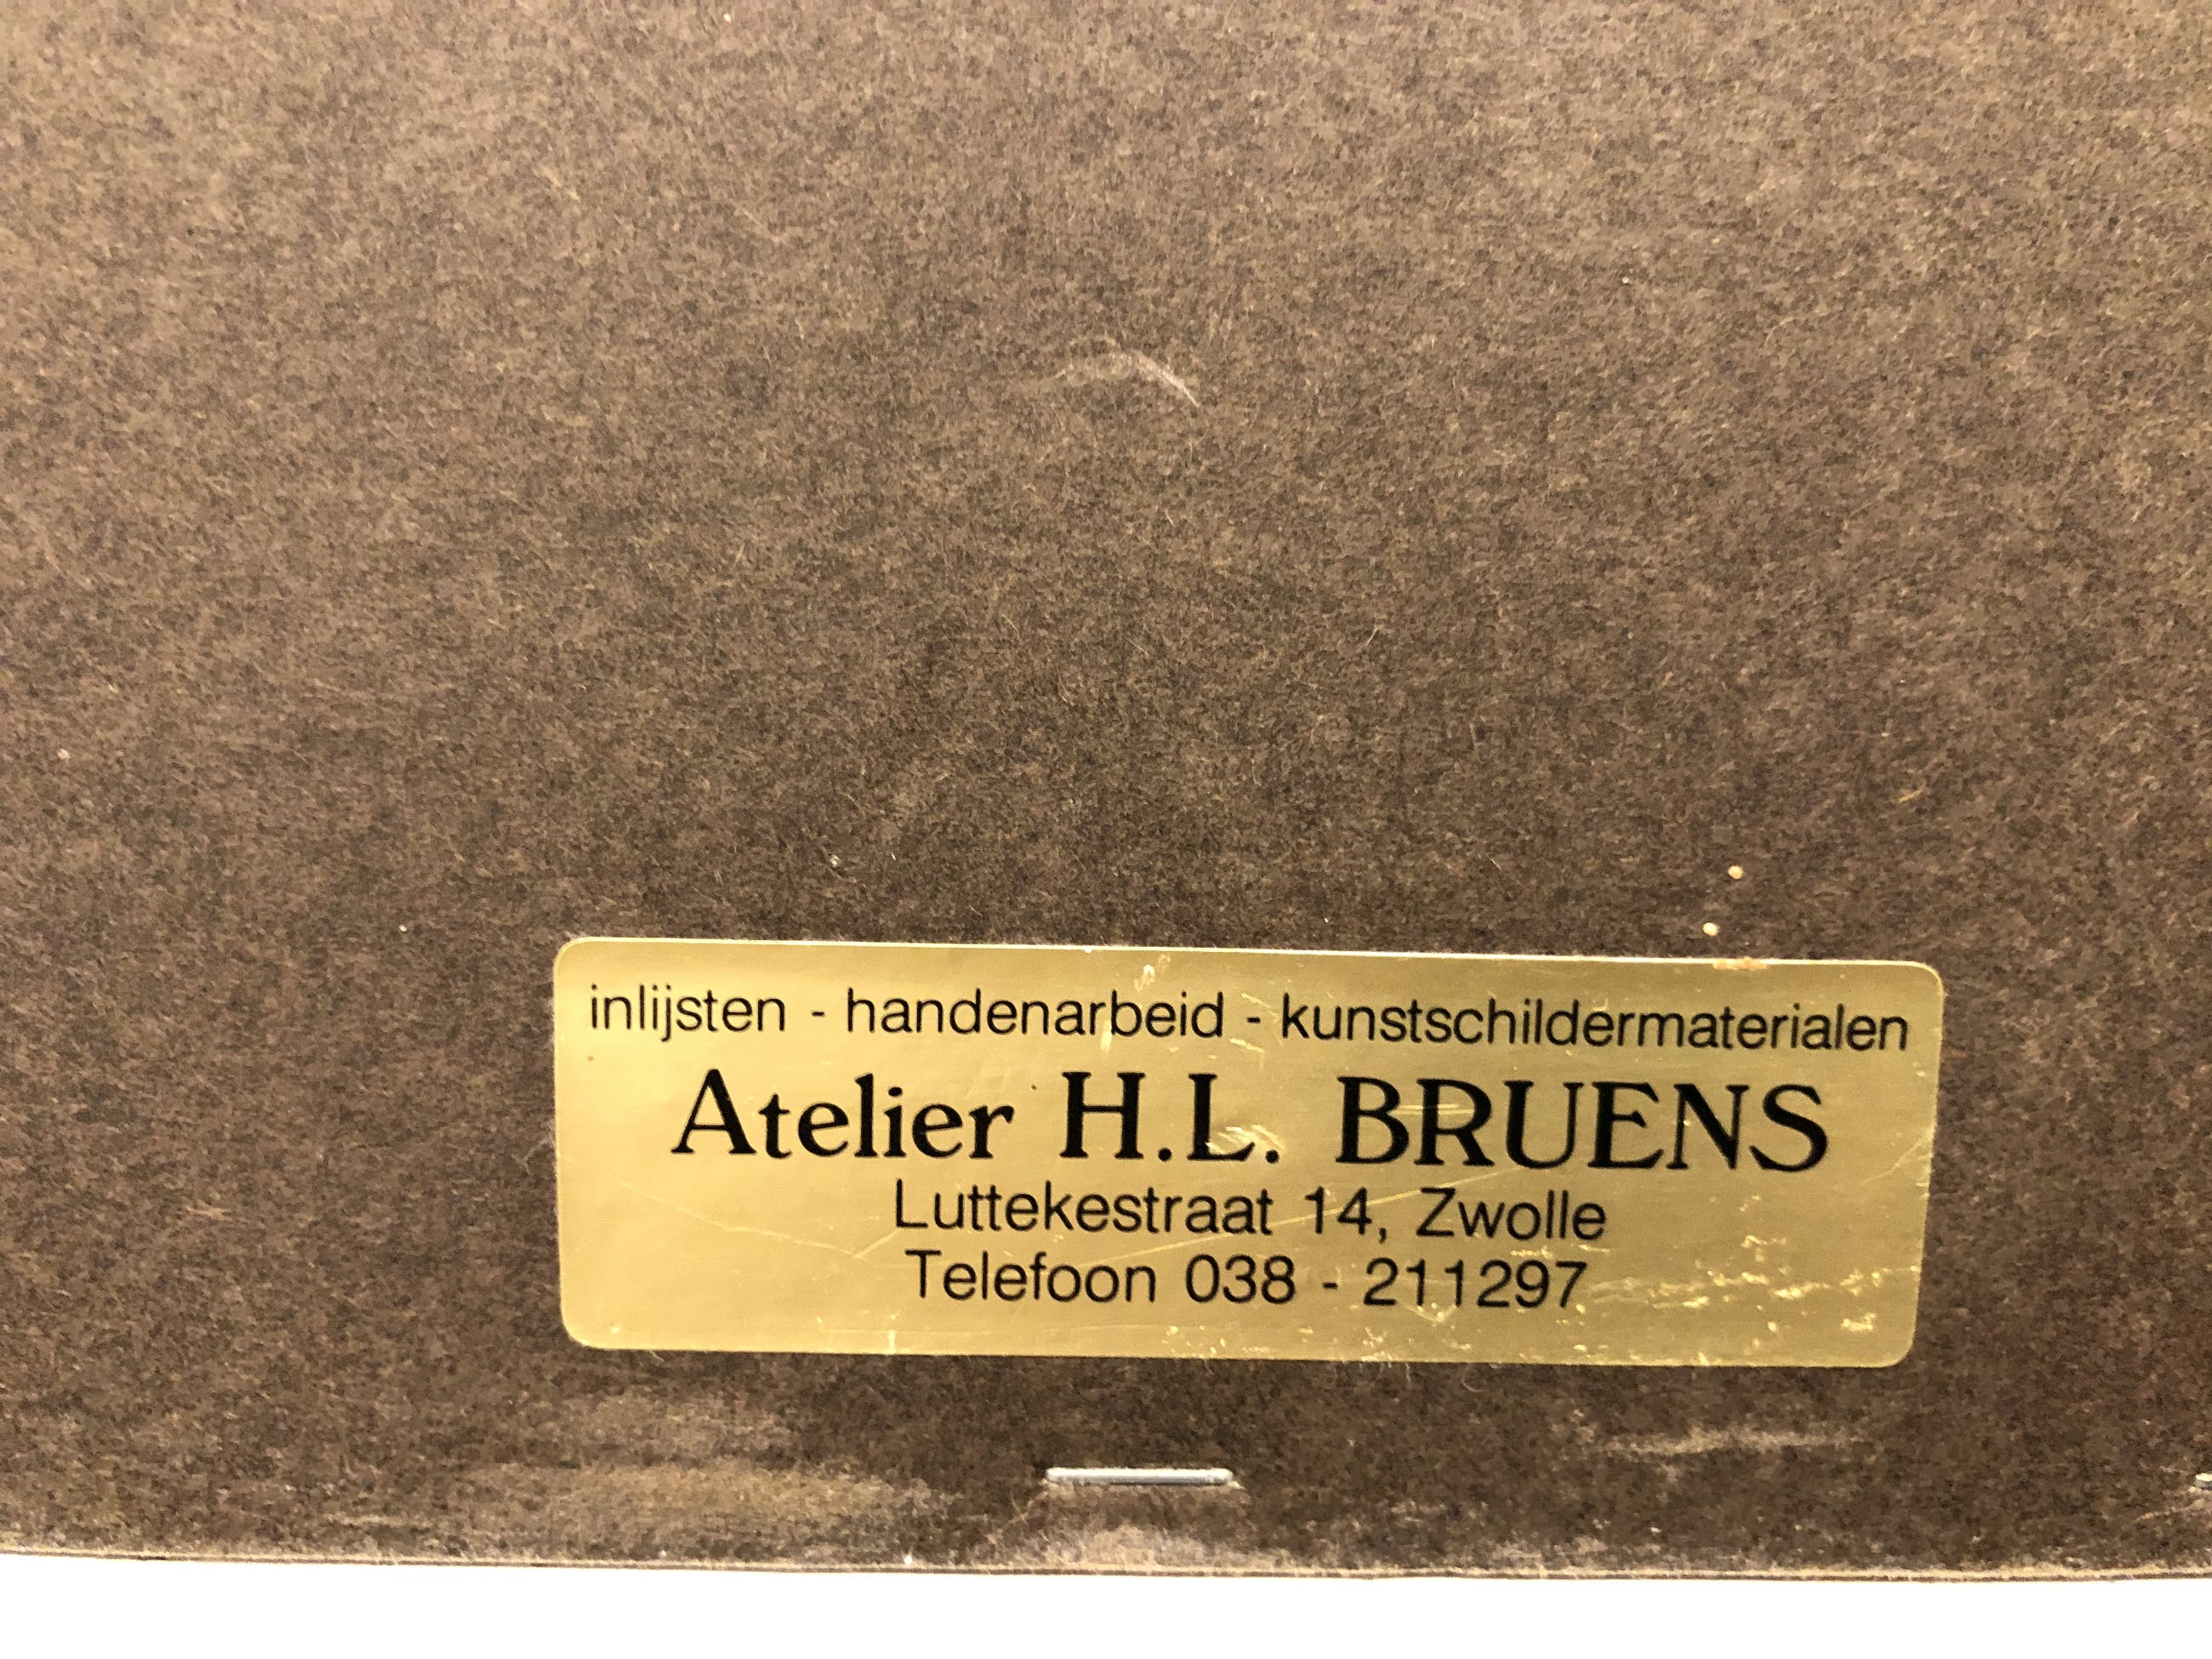 inlijsten - handenarbeid - kunstschildermaterialen
Atelier H.L. BRUENS
Luttekestraat 14, Zwolle
Telefoon 038 - 211297